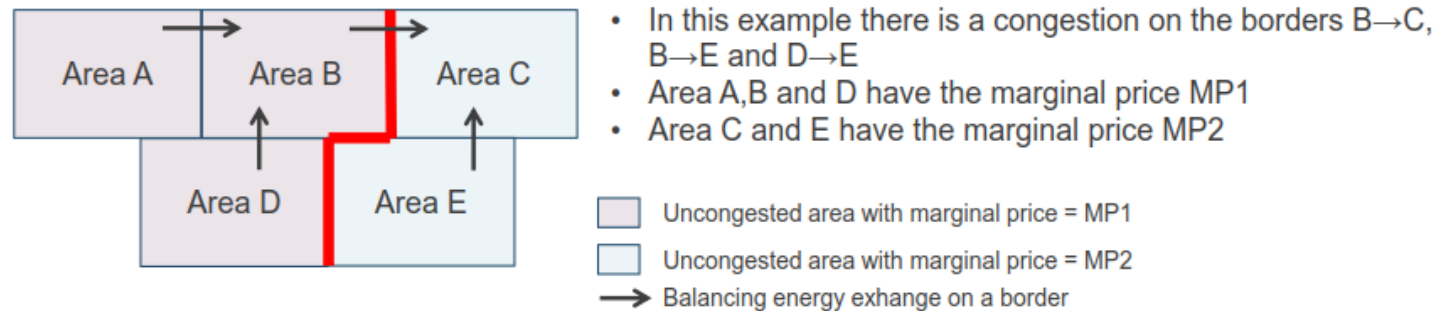 Area A
Area B
Area C
Area D
Area E
• In this example there is a congestion on the borders B→C,
B→E and D→E
• Area A,B and D have the marginal price MP1
• Area C and E have the marginal price MP2
Uncongested area with marginal price = MP1
Uncongested area with marginal price = MP2
Balancing energy exhange on a border